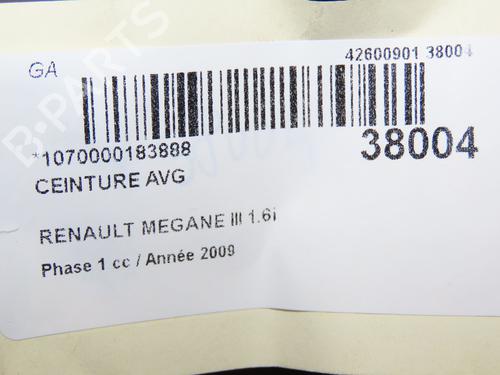 GA
42600901 38004
*1070000183888
38004
CEINTURE AVG
RENAULT MEGANE III 1.6i
Phase 1 cc / Année 2009
B-PARTS